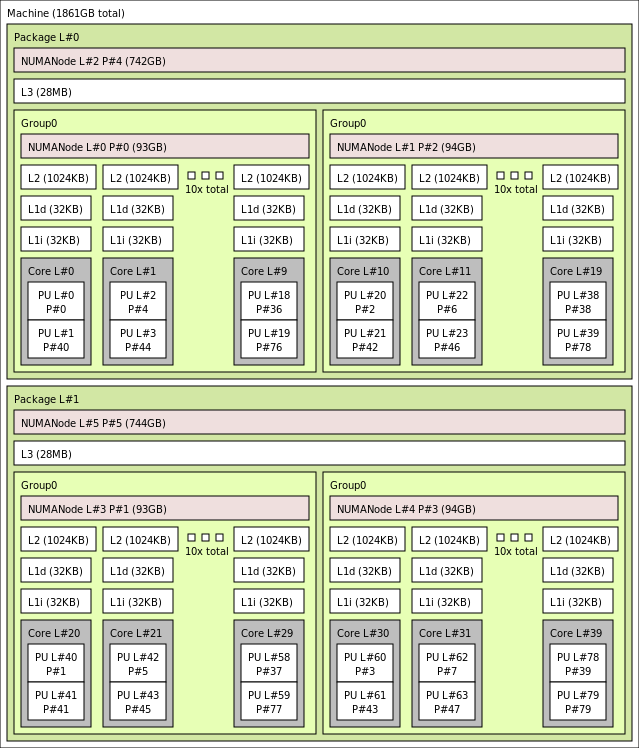 Machine (1861GB total)
Package L#0
NUMANode L#2 P#4 (742GB)
L3 (28MB)
Group0
NUMANode L#0 P#0 (93GB)
L2 (1024KB) L2 (1024KB) 10x total L2 (1024KB)
L1d (32KB) L1d (32KB) L1d (32KB)
L1i (32KB) L1i (32KB) L1i (32KB)
Core L#0 Core L#1 Core L#9
PU L#0 PU L#2 PU L#18
P#0 P#4 P#36
PU L#1 PU L#3 PU L#19
P#40 P#44 P#76
Group0
NUMANode L#1 P#2 (94GB)
L2 (1024KB) L2 (1024KB) 10x total L2 (1024KB)
L1d (32KB) L1d (32KB) L1d (32KB)
L1i (32KB) L1i (32KB) L1i (32KB)
Core L#10 Core L#11 Core L#19
PU L#20 PU L#22 PU L#38
P#2 P#6 P#38
PU L#21 PU L#23 PU L#39
P#42 P#46 P#78
Package L#1
NUMANode L#5 P#5 (744GB)
L3 (28MB)
Group0
NUMANode L#3 P#1 (93GB)
L2 (1024KB) L2 (1024KB) 10x total L2 (1024KB)
L1d (32KB) L1d (32KB) L1d (32KB)
L1i (32KB) L1i (32KB) L1i (32KB)
Core L#20 Core L#21 Core L#29
PU L#40 PU L#42 PU L#58
P#1 P#5 P#37
PU L#41 PU L#43 PU L#59
P#41 P#45 P#77
Group0
NUMANode L#4 P#3 (94GB)
L2 (1024KB) L2 (1024KB) 10x total L2 (1024KB)
L1d (32KB) L1d (32KB) L1d (32KB)
L1i (32KB) L1i (32KB) L1i (32KB)
Core L#30 Core L#31 Core L#39
PU L#60 PU L#62 PU L#78
P#3 P#7 P#39
PU L#61 PU L#63 PU L#79
P#43 P#47 P#79